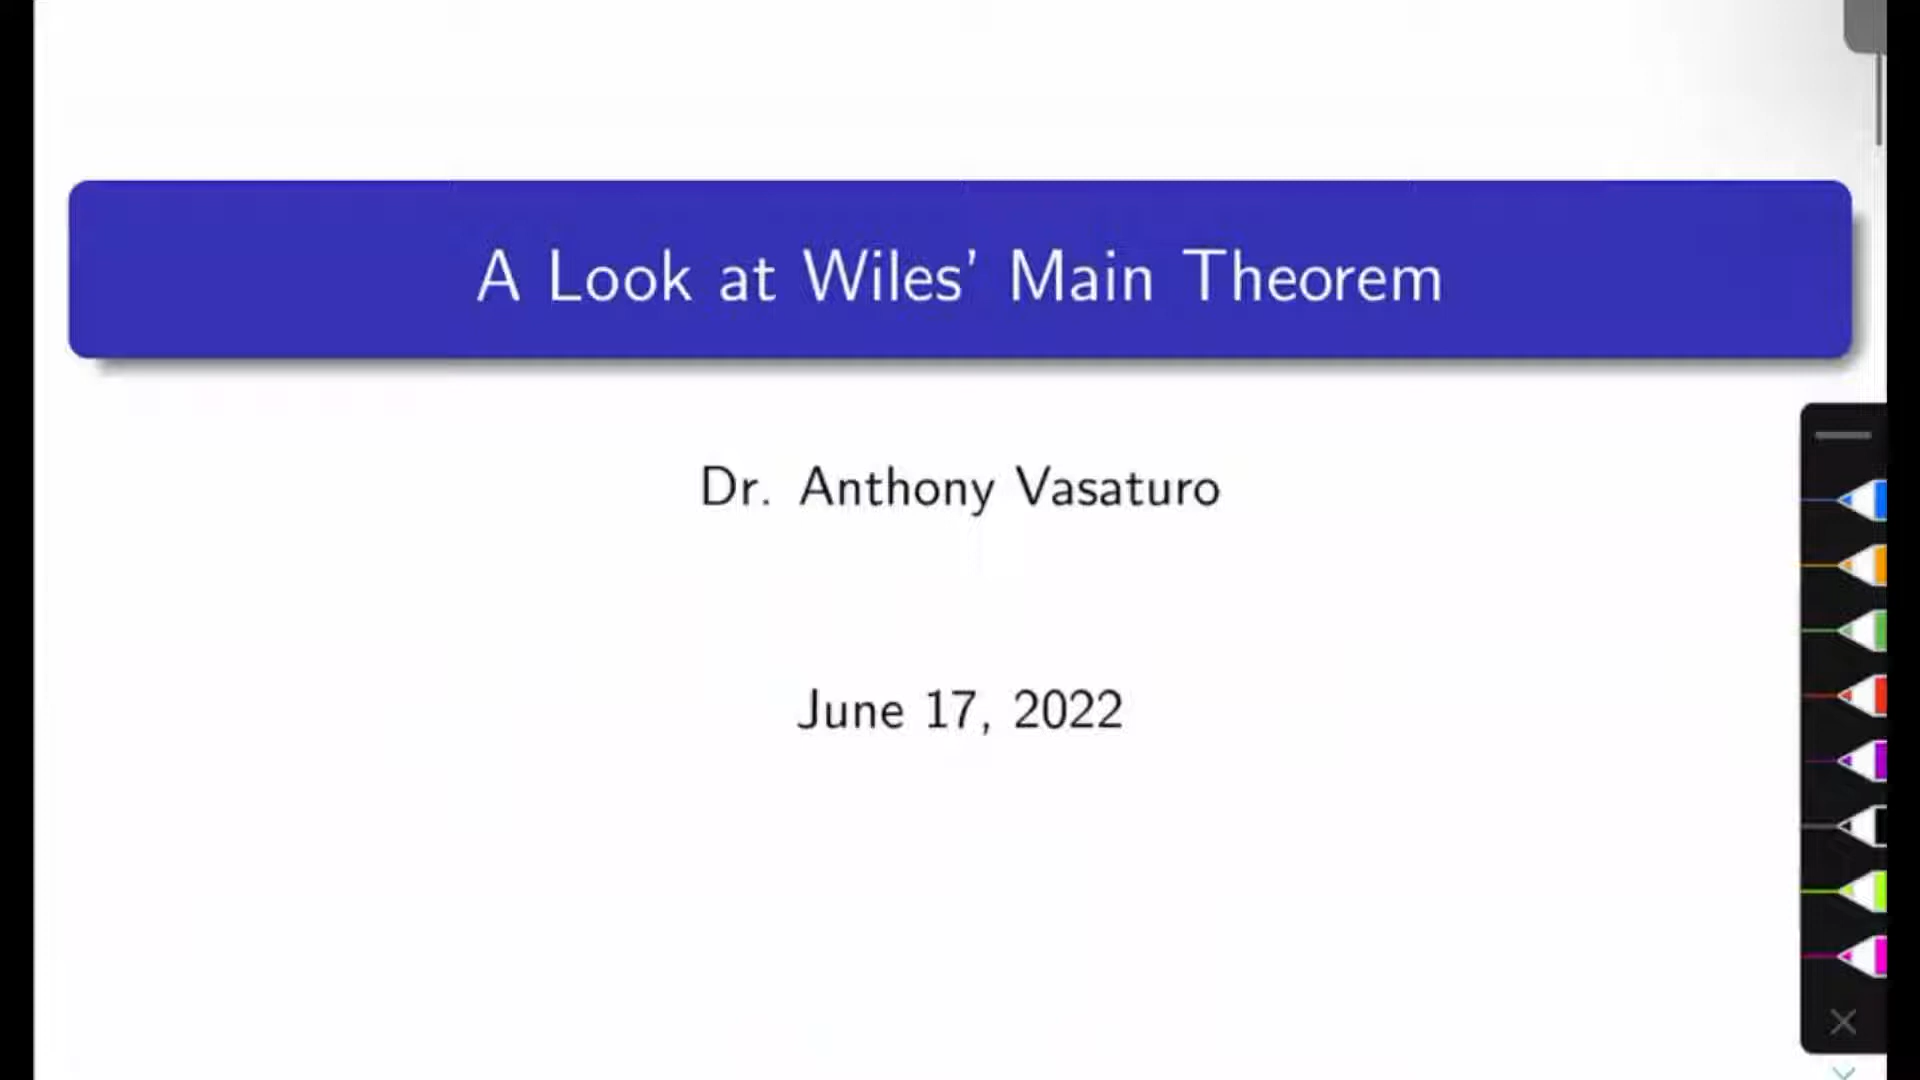 A Look at Wiles' Main Theorem
Dr. Anthony Vasaturo
June 17, 2022